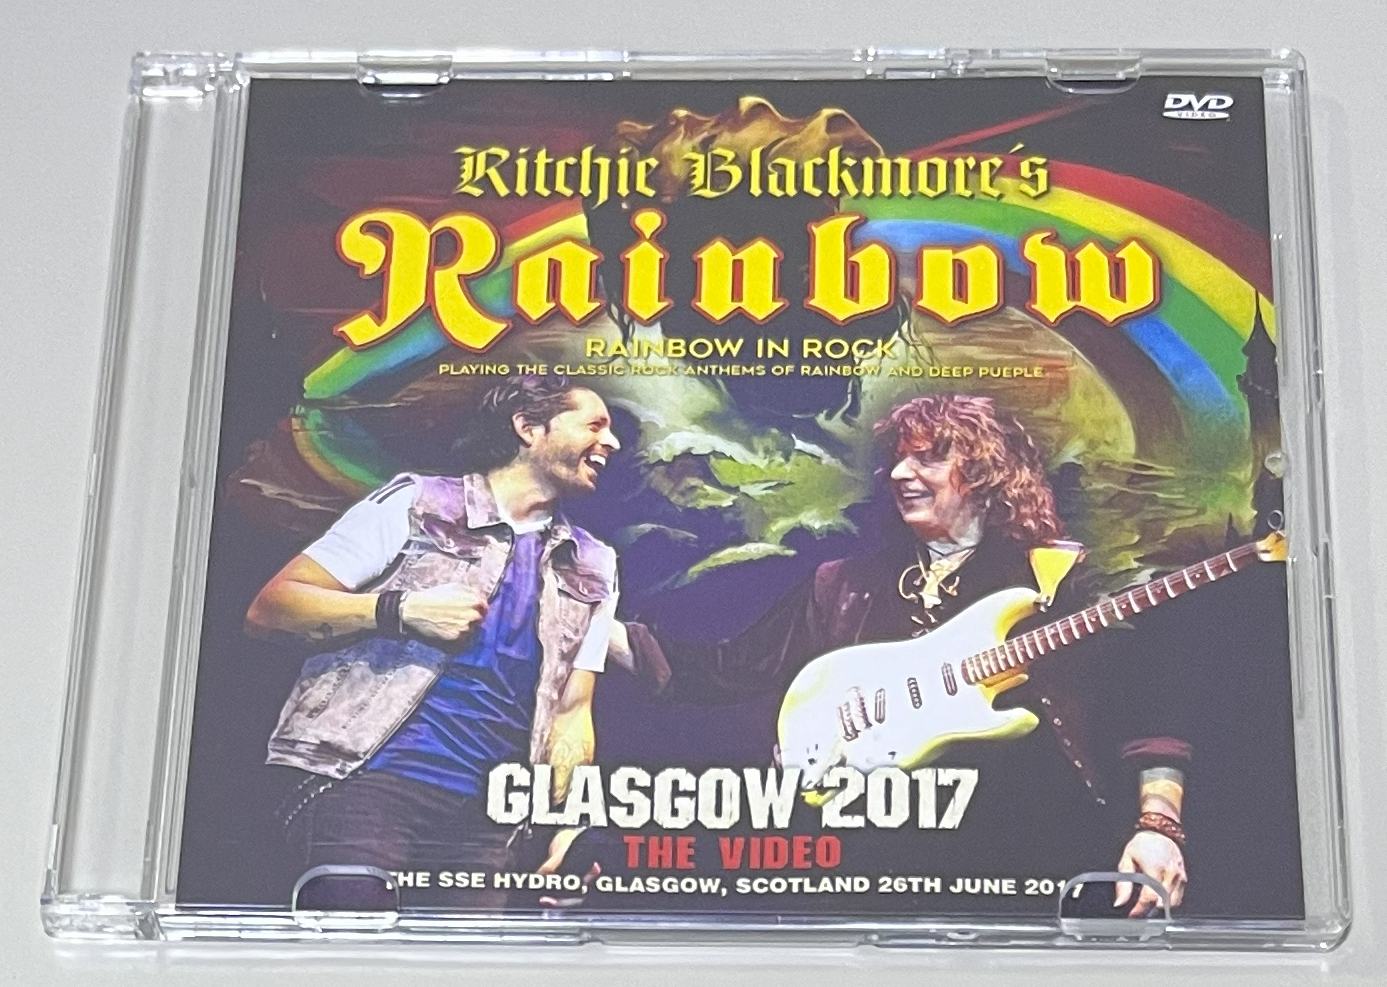 DVD
VIDEO
Ritchie Blackmore's
Rainbow
RAINBOW IN ROCK
PLAYING THE CLASSIC ROCK ANTHEMS OF RAINBOW AND DEEP PUEPLE
GLASGOW 2017
THE VIDEO
THE SSE HYDRO, GLASGOW, SCOTLAND 26TH JUNE 2017